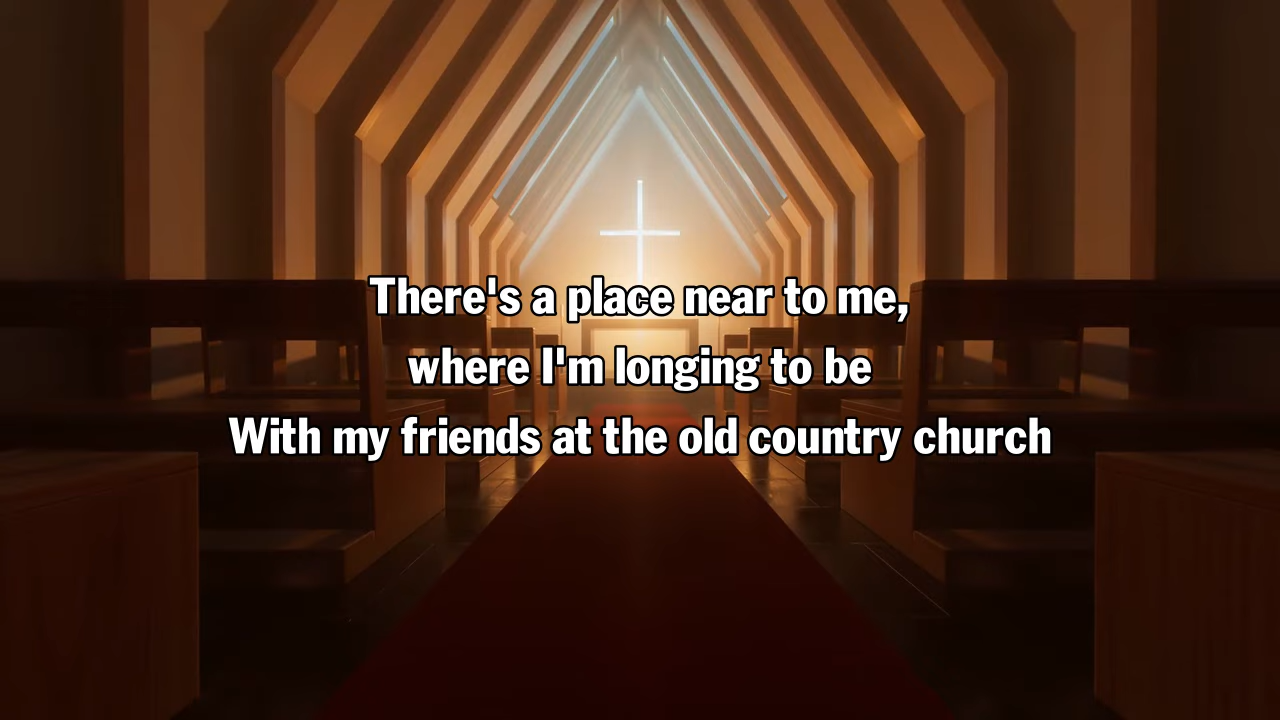 There's a place near to me,
where I'm longing to be
With my friends at the old country church